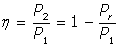 η = P₂/P₁ = 1 − Pᵣ/P₁